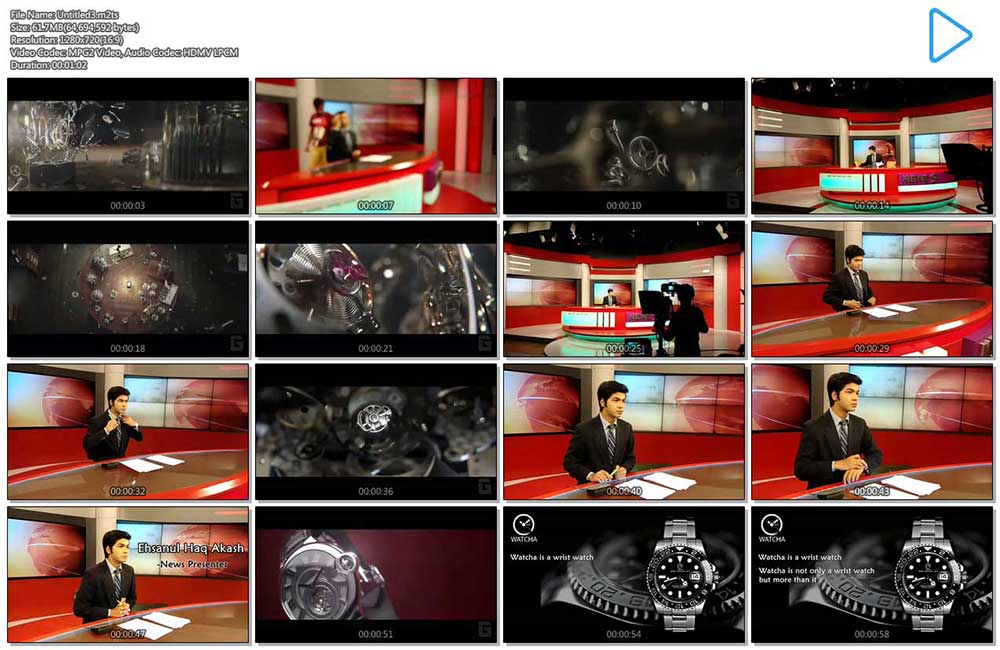 File Name: Untitled3.m2ts
Size: 61.7MB(64,694,592 bytes)
Resolution: 1280x720(16:9)
Video Codec: MPG2 Video, Audio Codec: HDMV LPCM
Duration: 00:01:02
00:00:03
00:00:07
00:00:10
NEWS
00:00:14
00:00:18
00:00:21
00:00:25
00:00:29
00:00:32
00:00:36
00:00:40
00:00:43
Ehsanul Haq Akash
-News Presenter
00:00:47
00:00:51
WATCHA
Watcha is a wrist watch
00:00:54
WATCHA
Watcha is a wrist watch
Watcha is not only a wrist watch
but more than it
00:00:58